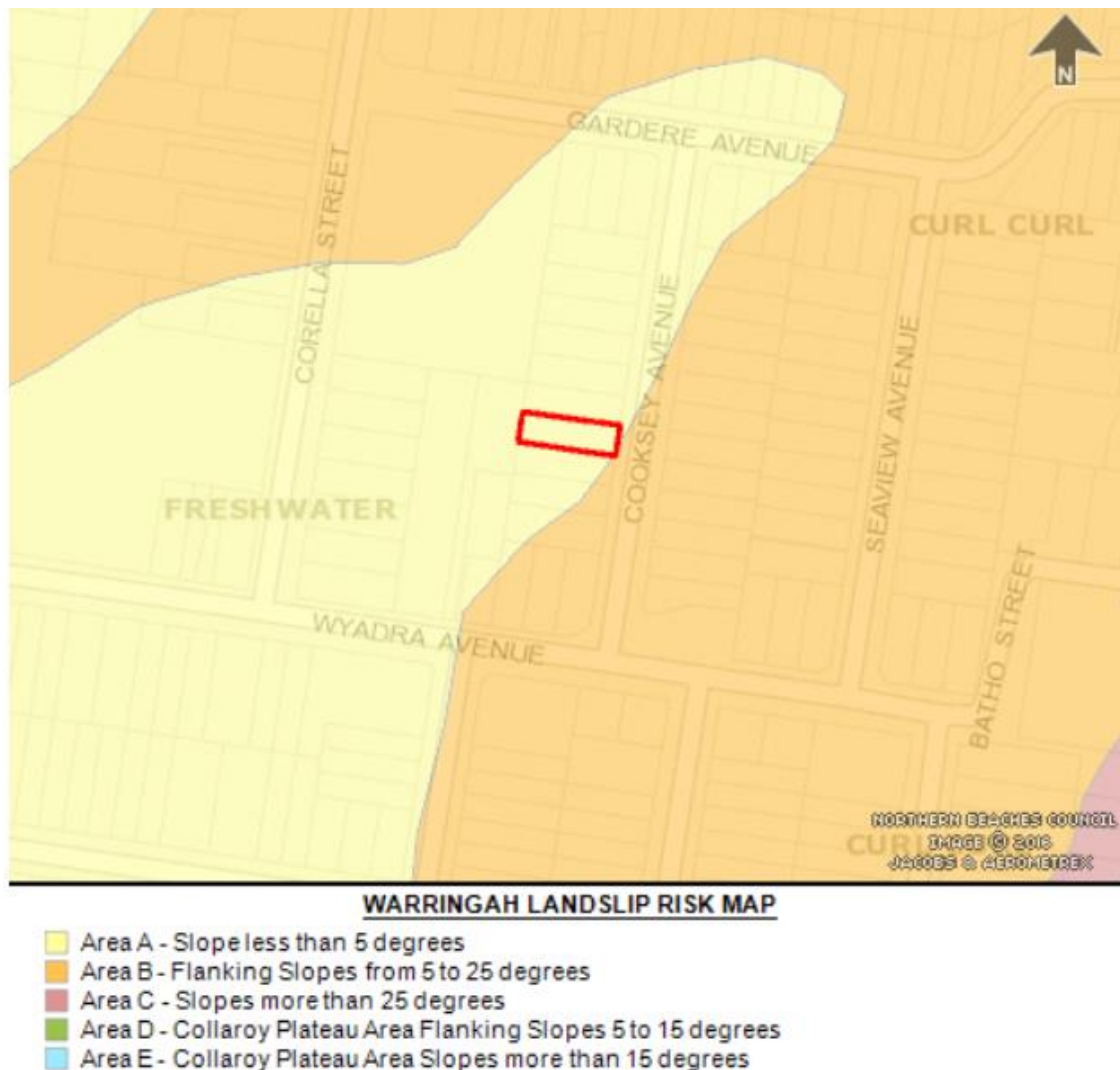 N
GARDERE AVENUE
CURL CURL
CORELLA STREET
COOKSEY AVENUE
SEAVIEW AVENUE
FRESHWATER
BATHO STREET
WYADRA AVENUE
NORTHERN BEACHES COUNCIL
IMAGE © 2016
JACOBS & AEROMETREX
WARRINGAH LANDSLIP RISK MAP
Area A - Slope less than 5 degrees
Area B - Flanking Slopes from 5 to 25 degrees
Area C - Slopes more than 25 degrees
Area D - Collaroy Plateau Area Flanking Slopes 5 to 15 degrees
Area E - Collaroy Plateau Area Slopes more than 15 degrees